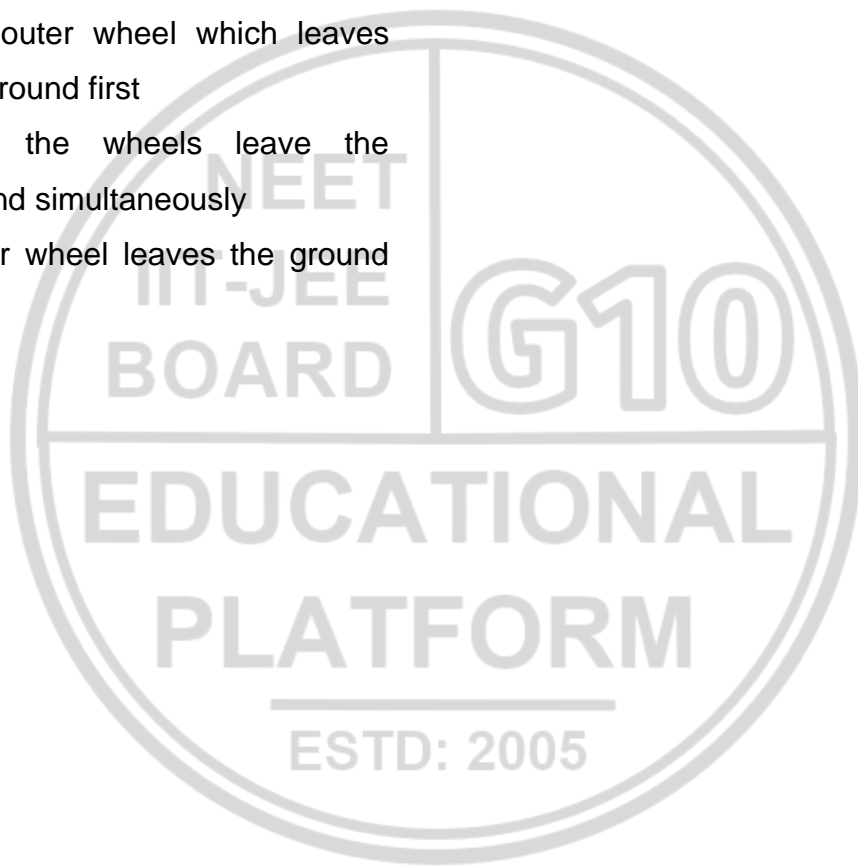 outer wheel which leaves
round first
the wheels leave the
nd simultaneously
r wheel leaves the ground
NEET
IIT-JEE
BOARD
G10
EDUCATIONAL
PLATFORM
ESTD: 2005